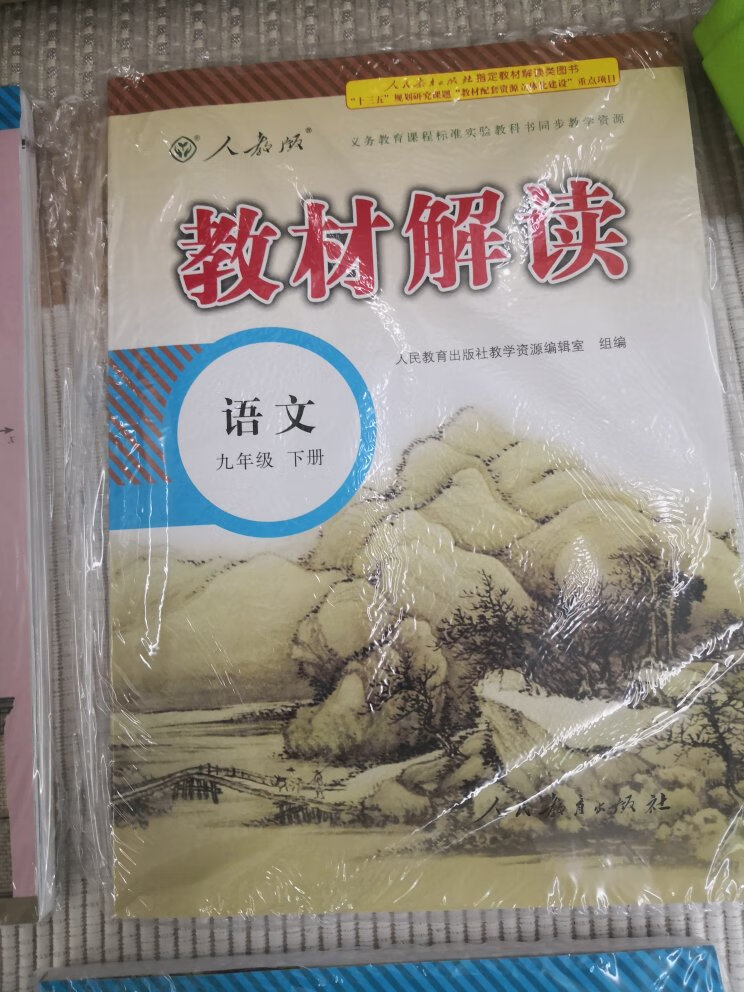 人民教育出版社指定教材解读类图书
“十三五”规划研究课题“教材配套资源立体化建设”重点项目
人教版®
义务教育课程标准实验教科书同步教学资源
教材解读
人民教育出版社教学资源编辑室 组编
语文
九年级 下册
人民教育出版社